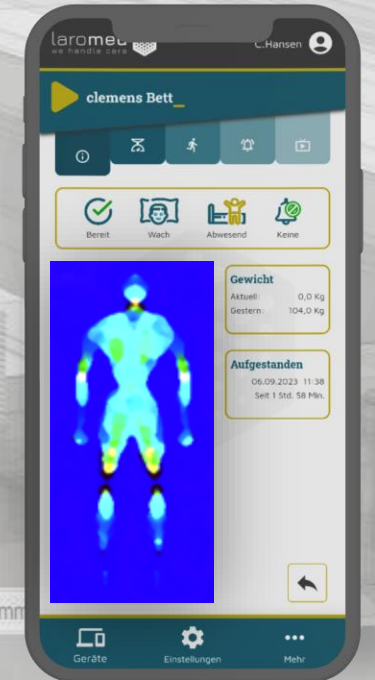 laromed
we handle care
C.Hansen
clemens Bett_
Bereit
Wach
Abwesend
Keine
Gewicht
Aktuell: 0,0 Kg
Gestern: 104,0 Kg
Aufgestanden
06.09.2023 11:38
Seit 1 Std. 58 Min.
Geräte
Einstellungen
Mehr